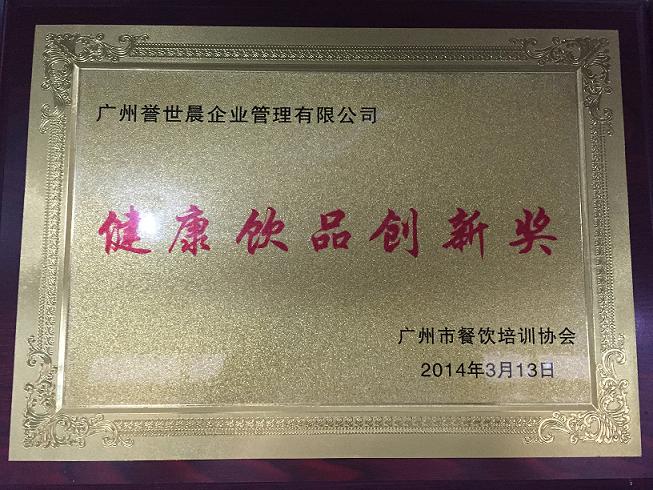 广州誉世晨企业管理有限公司
健康饮品创新奖
广州市餐饮培训协会
2014年3月13日